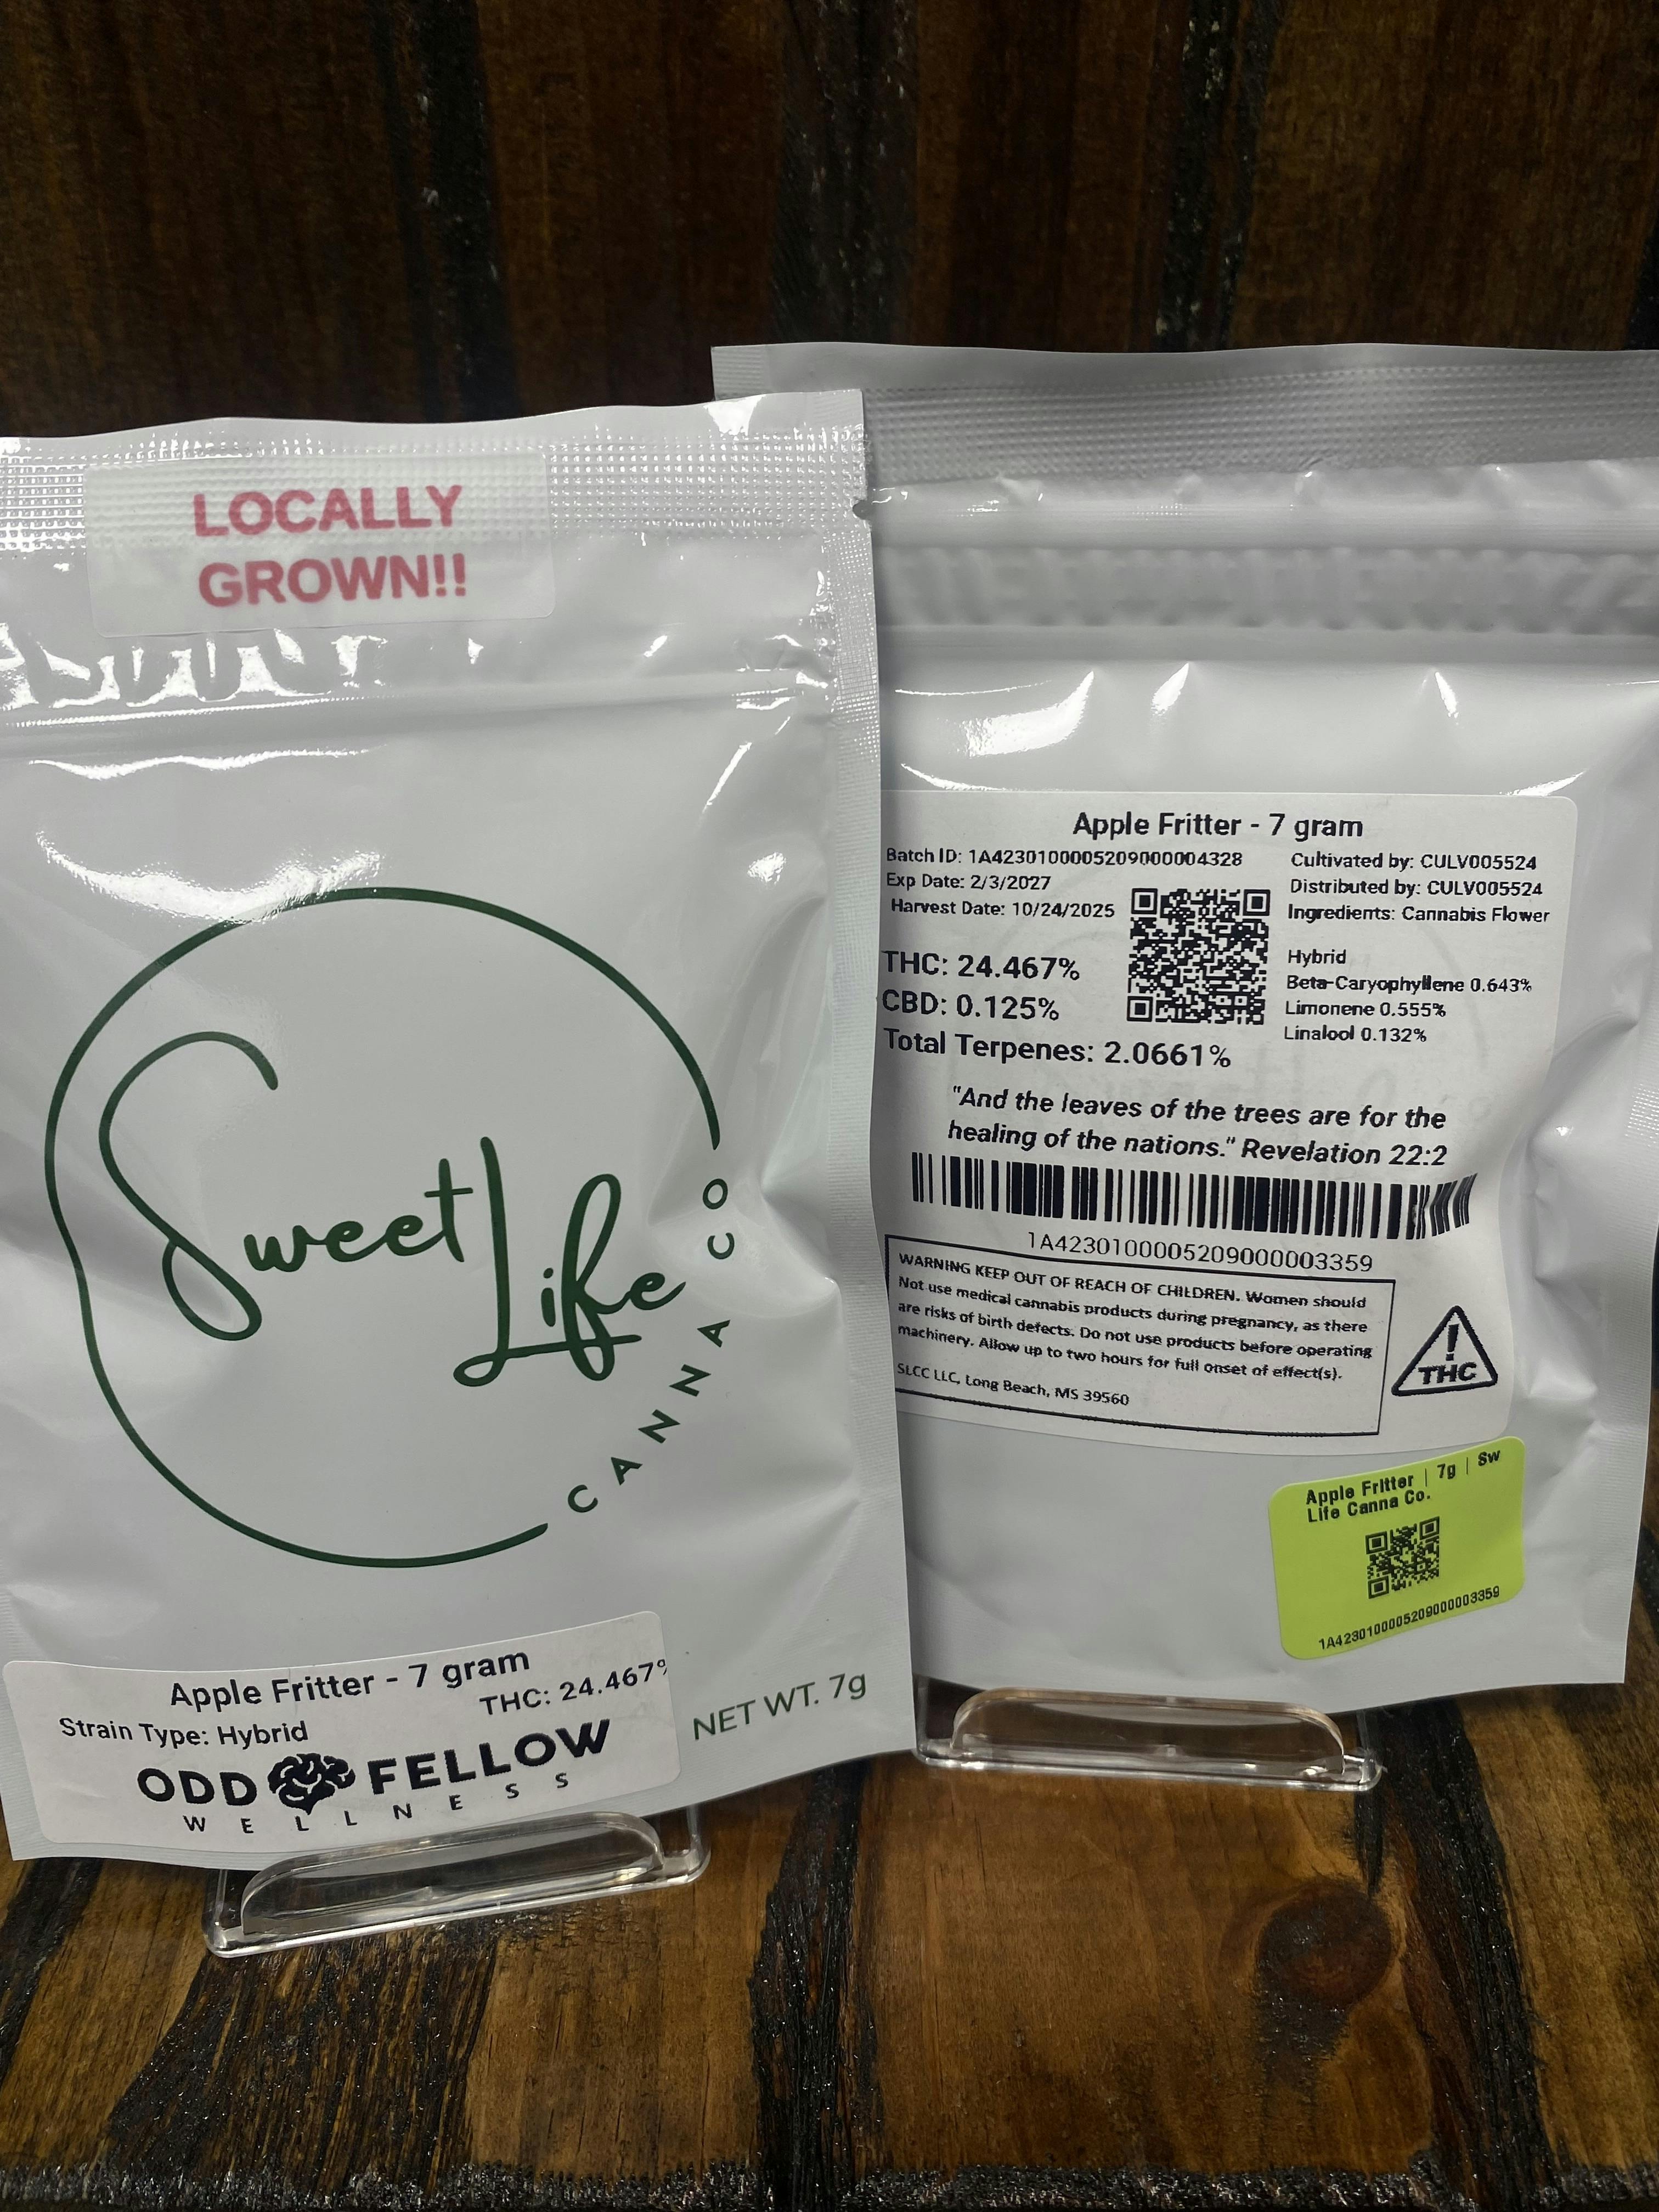 LOCALLY
GROWN!!
Sweet Life
CANNA CO
Apple Fritter - 7 gram
THC: 24.467%
Strain Type: Hybrid
ODD FELLOW
WELLNESS
NET WT. 7g
Apple Fritter - 7 gram
Batch ID: 1A4230100005209000004328
Exp Date: 2/3/2027
Harvest Date: 10/24/2025
Cultivated by: CULV005524
Distributed by: CULV005524
Ingredients: Cannabis Flower
THC: 24.467%
CBD: 0.125%
Total Terpenes: 2.0661%
Hybrid
Beta-Caryophyllene 0.643%
Limonene 0.555%
Linalool 0.132%
"And the leaves of the trees are for the
healing of the nations." Revelation 22:2
1A4230100005209000003359
WARNING KEEP OUT OF REACH OF CHILDREN. Women should
Not use medical cannabis products during pregnancy, as there
are risks of birth defects. Do not use products before operating
machinery. Allow up to two hours for full onset of effect(s).
SLCC LLC, Long Beach, MS 39560
!
THC
Apple Fritter | 7g | Sw
Life Canna Co.
1A4230100005209000003359